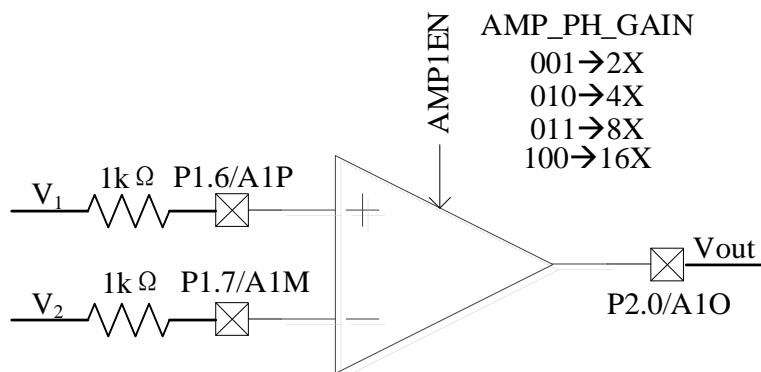 AMP_PH_GAIN
001→2X
010→4X
011→8X
100→16X
AMP1EN
V1
1kΩ
P1.6/A1P
+
V2
1kΩ
P1.7/A1M
−
Vout
P2.0/A1O